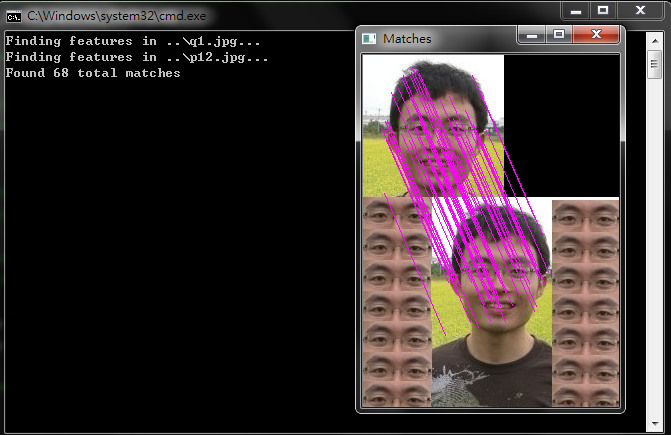 C:\Windows\system32\cmd.exe
Finding features in ..\q1.jpg...
Finding features in ..\p12.jpg...
Found 68 total matches
Matches